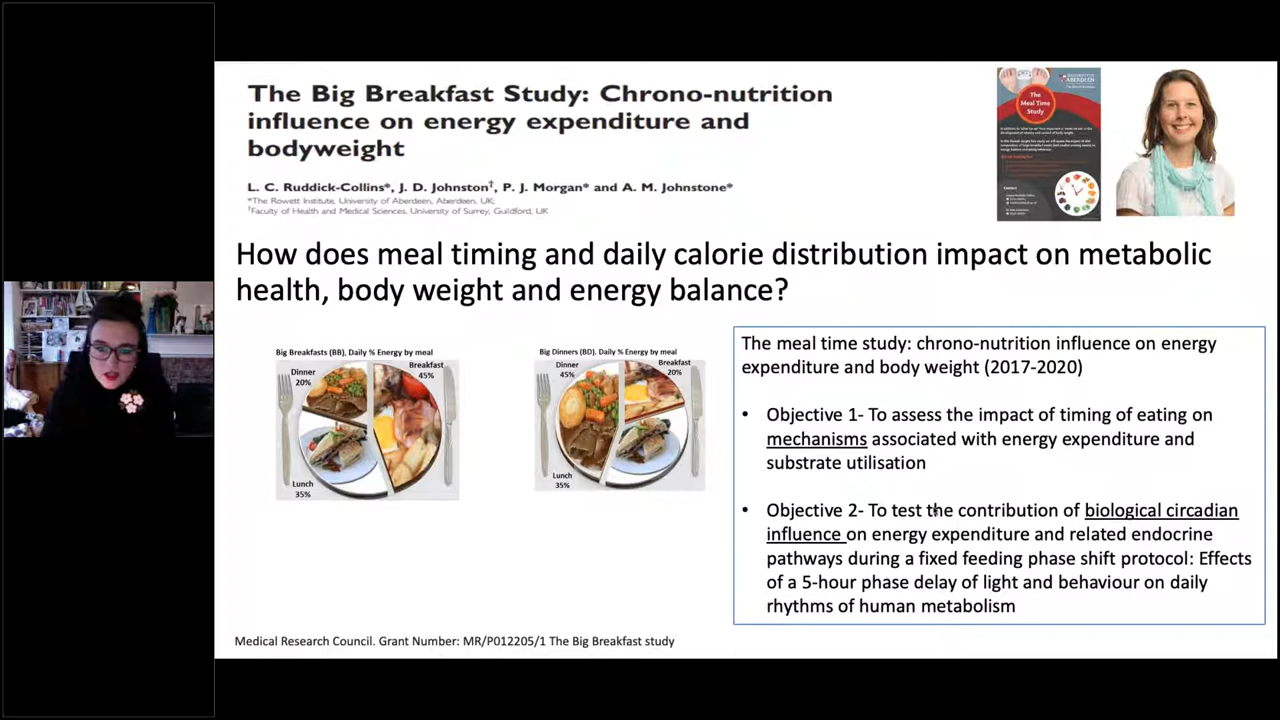 The Big Breakfast Study: Chrono-nutrition
influence on energy expenditure and
bodyweight
L. C. Ruddick-Collins*, J. D. Johnston†, P. J. Morgan* and A. M. Johnstone*
*The Rowett Institute, University of Aberdeen, Aberdeen, UK;
†Faculty of Health and Medical Sciences, University of Surrey, Guildford, UK
ABERDEEN
The
Meal Time
Study
How does meal timing and daily calorie distribution impact on metabolic
health, body weight and energy balance?
Big Breakfasts (BB), Daily % Energy by meal
Dinner
20%
Breakfast
45%
Lunch
35%
Big Dinners (BD). Daily % Energy by meal
Dinner
45%
Breakfast
20%
Lunch
35%
The meal time study: chrono-nutrition influence on energy
expenditure and body weight (2017-2020)
• Objective 1- To assess the impact of timing of eating on
mechanisms associated with energy expenditure and
substrate utilisation
• Objective 2- To test the contribution of biological circadian
influence on energy expenditure and related endocrine
pathways during a fixed feeding phase shift protocol: Effects
of a 5-hour phase delay of light and behaviour on daily
rhythms of human metabolism
Medical Research Council. Grant Number: MR/P012205/1 The Big Breakfast study